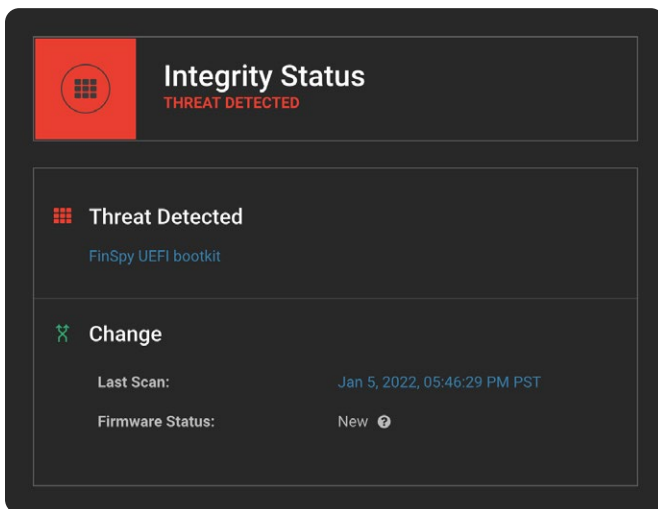 Integrity Status
THREAT DETECTED
Threat Detected
FinSpy UEFI bootkit
Change
Last Scan: Jan 5, 2022, 05:46:29 PM PST
Firmware Status: New